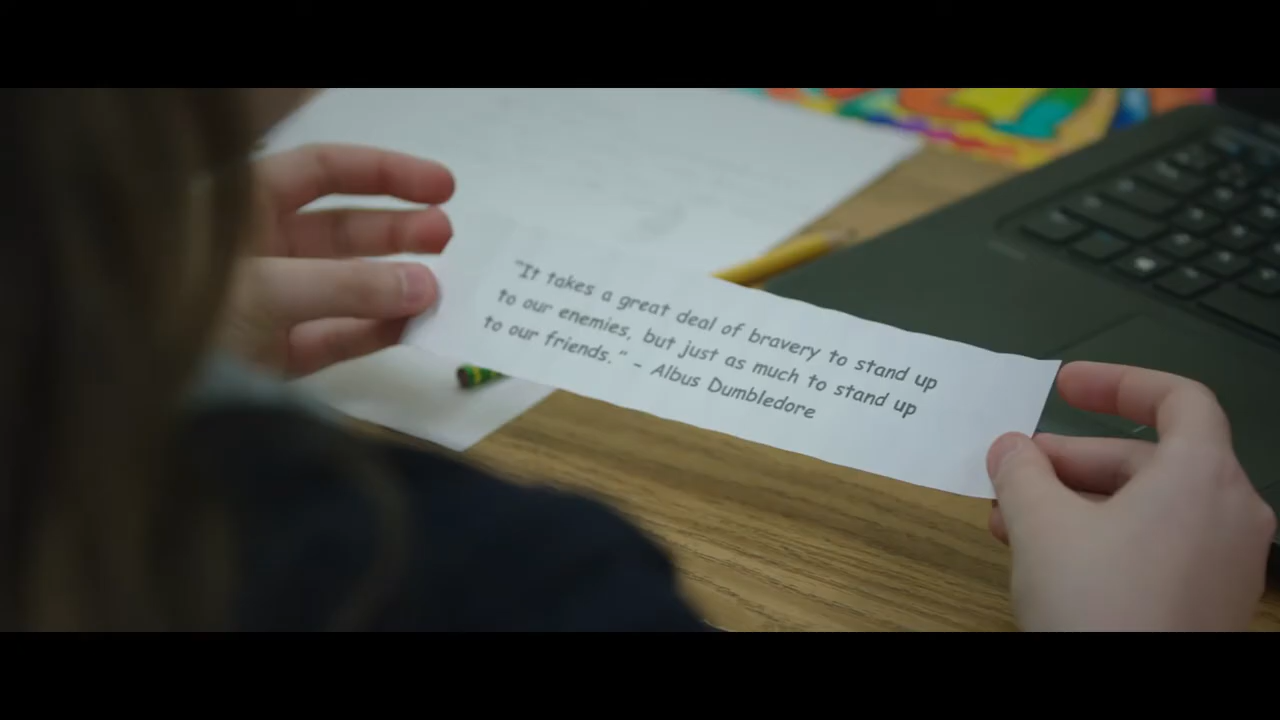 "It takes a great deal of bravery to stand up
to our enemies, but just as much to stand up
to our friends." - Albus Dumbledore